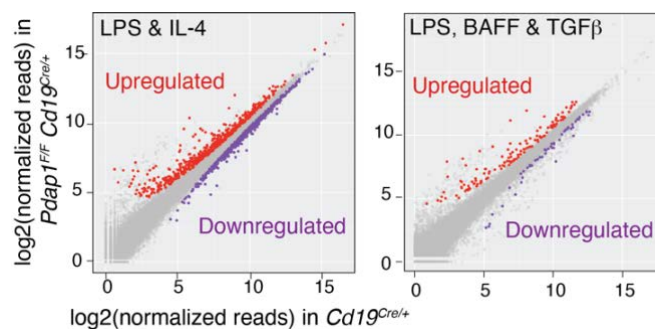 log2(normalized reads) in
Pdap1F/F Cd19Cre/+
LPS & IL-4
Upregulated
Downregulated
15
10
5
0
0
5
10
15
LPS, BAFF & TGFβ
Upregulated
Downregulated
15
10
5
0
0
5
10
15
log2(normalized reads) in Cd19Cre/+